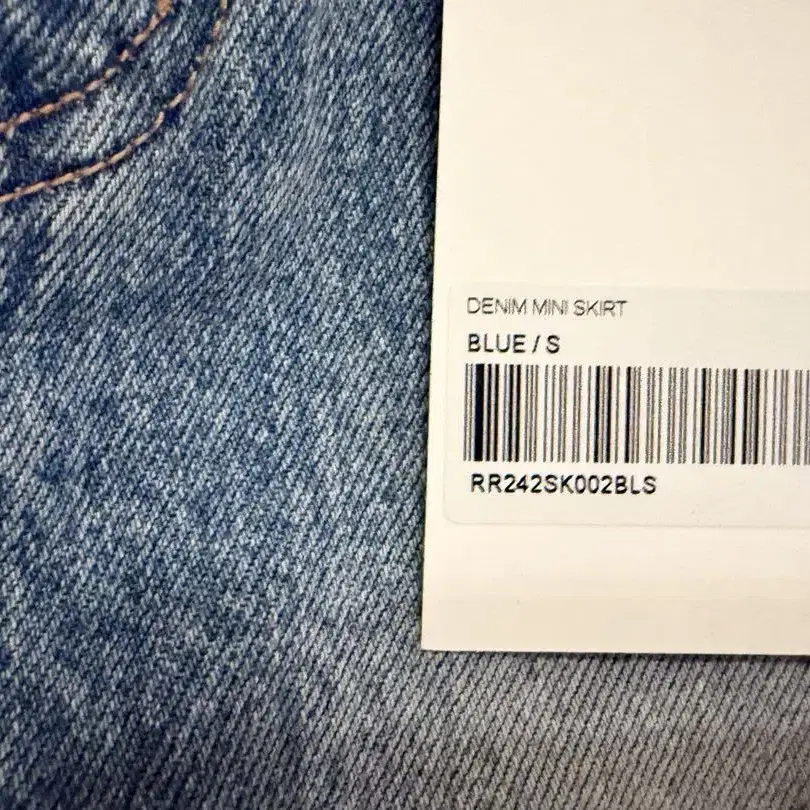 DENIM MINI SKIRT
BLUE / S
RR242SK002BLS